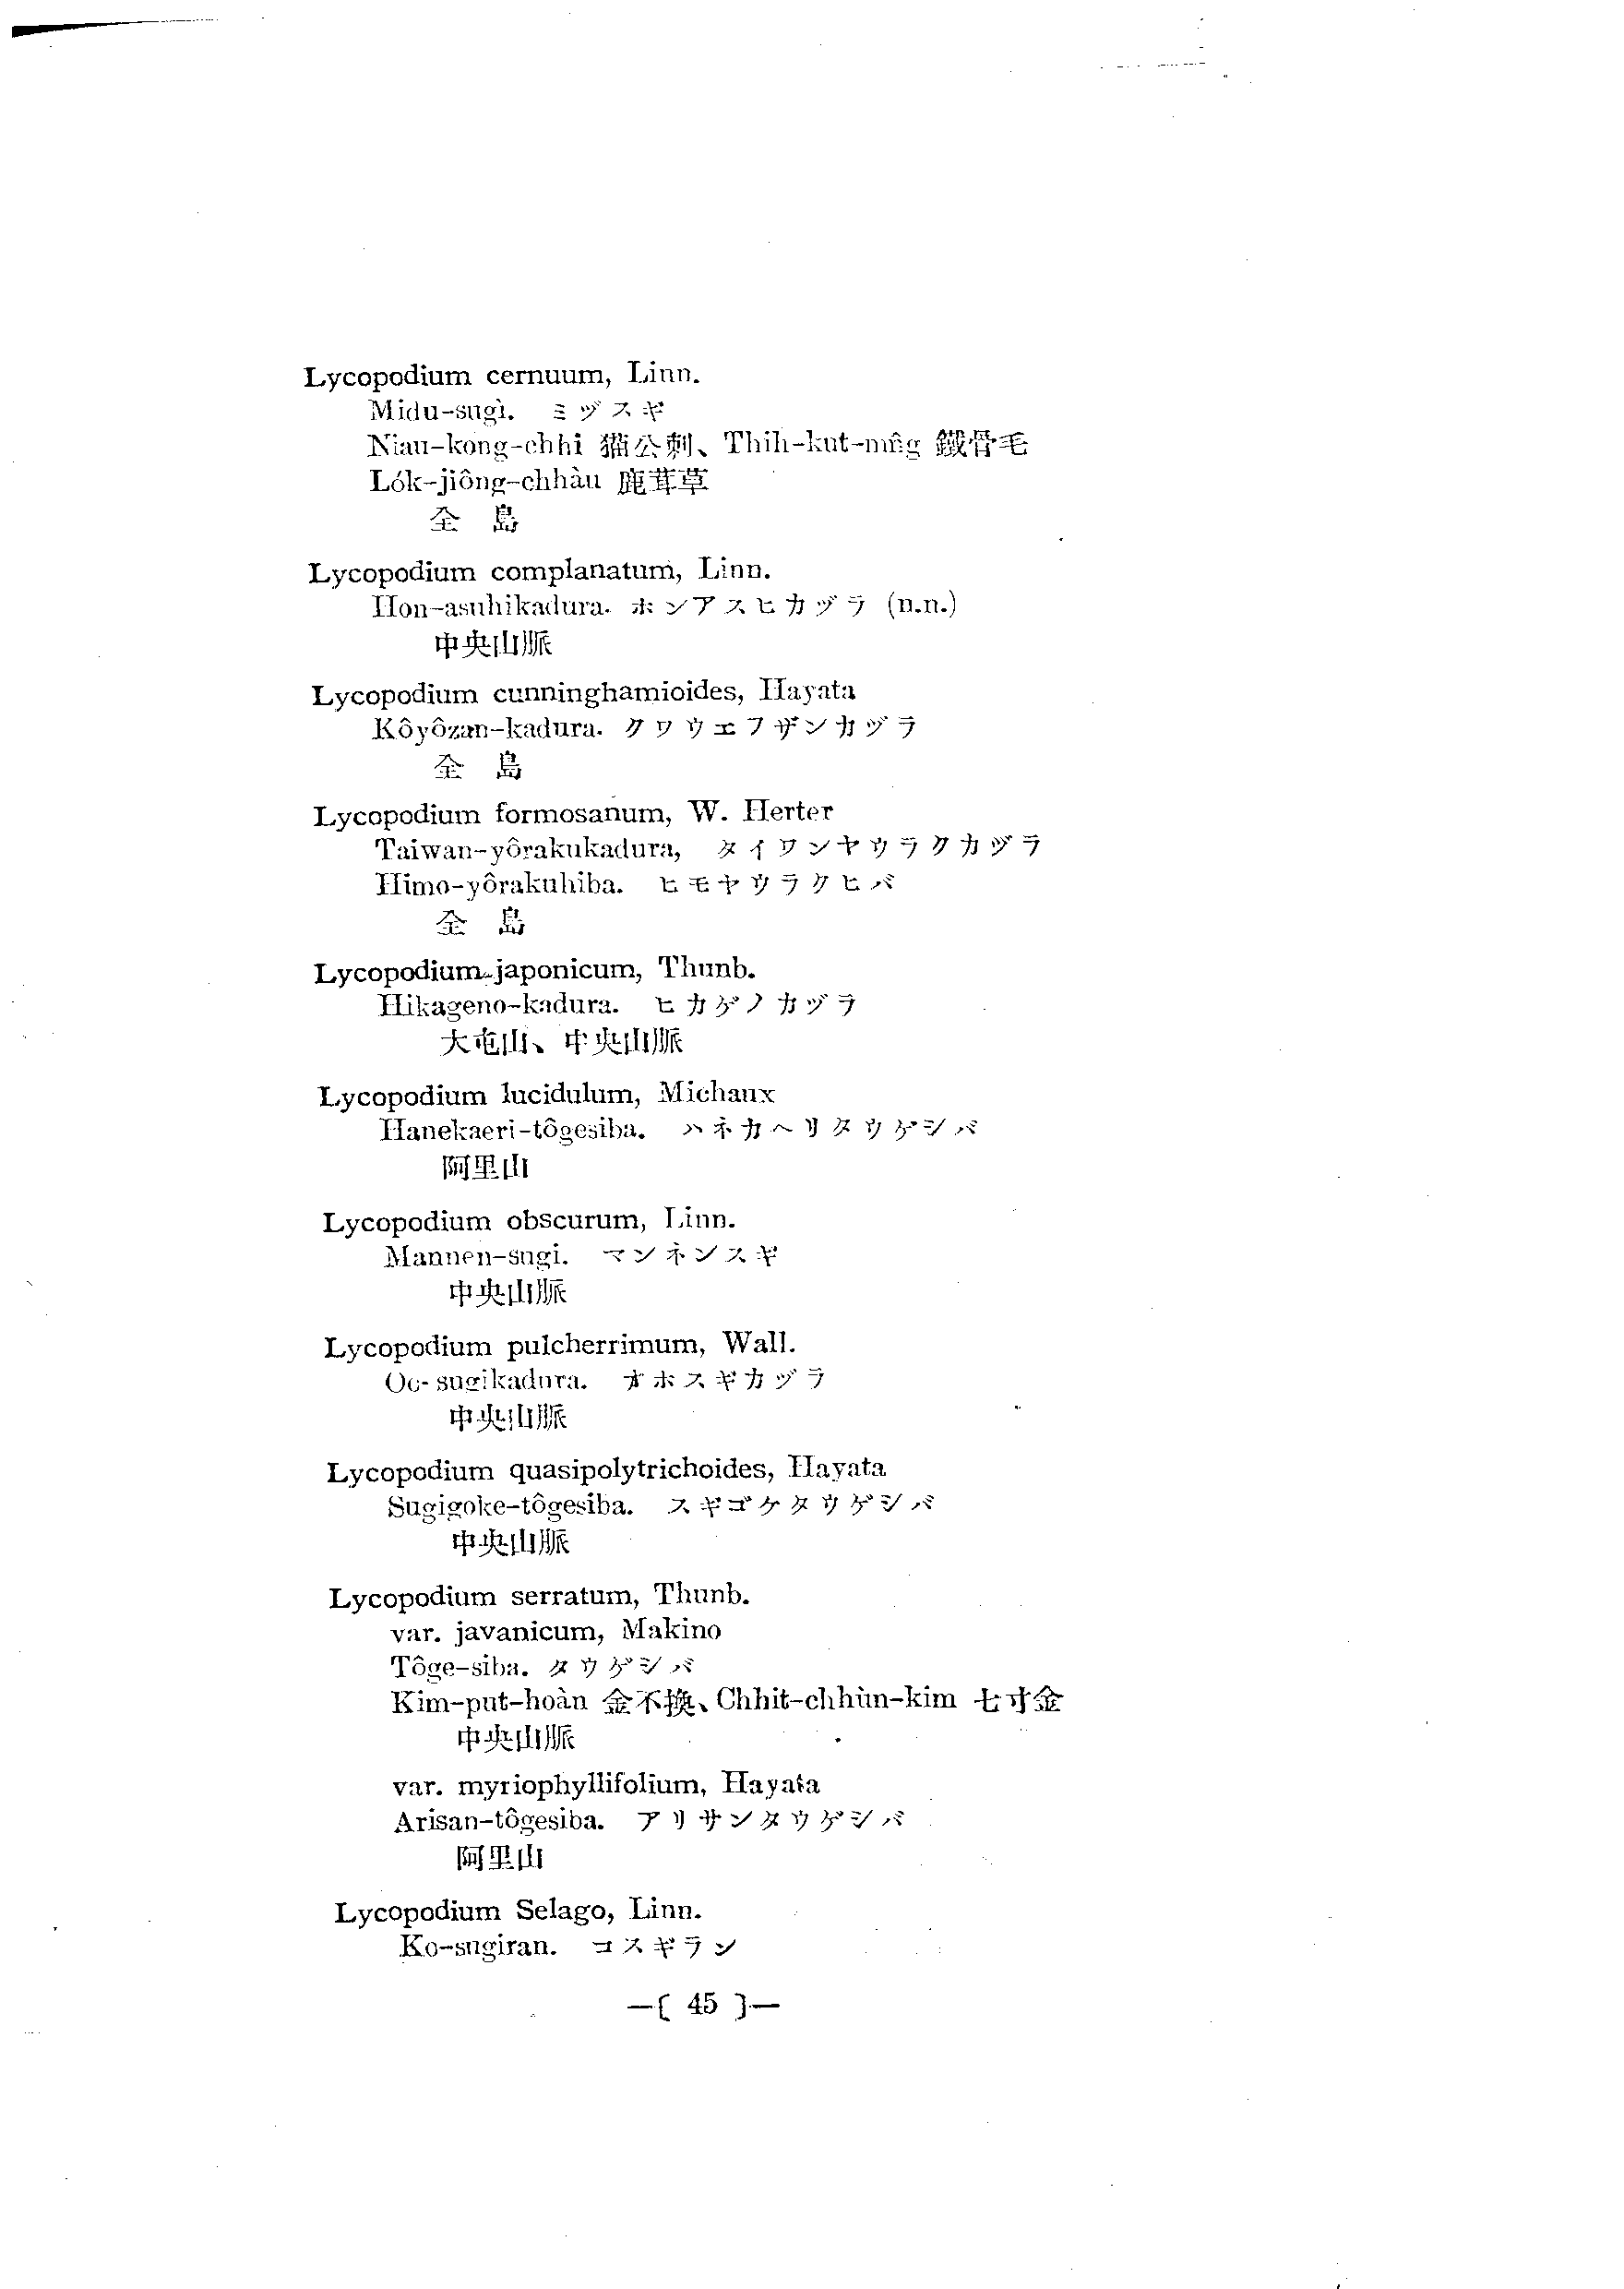 Lycopodium cernuum, Linn.
Midu-sugi. ミヅスギ
Niau-kong-chhì 猫公刺、Thih-kut-mn̂g 鐵骨毛
Lo̍k-jiông-chháu 鹿茸草
全島
Lycopodium complanatum, Linn.
Hon-asuhikadura. ホンアスヒカヅラ (n.n.)
中央山脈
Lycopodium cunninghamioides, Hayata
Kôyôzan-kadura. クワウエフザンカヅラ
全島
Lycopodium formosanum, W. Herter
Taiwan-yôrakukadura, タイワンヤウラクカヅラ
Himo-yôrakuhiba. ヒモヤウラクヒバ
全島
Lycopodium japonicum, Thunb.
Hikageno-kadura. ヒカゲノカヅラ
大屯山、中央山脈
Lycopodium lucidulum, Michaux
Hanekaeri-tôgesiba. ハネカヘリタウゲシバ
阿里山
Lycopodium obscurum, Linn.
Mannen-sugi. マンネンスギ
中央山脈
Lycopodium pulcherrimum, Wall.
Oo-sugikadura. オホスギカヅラ
中央山脈
Lycopodium quasipolytrichoides, Hayata
Sugigoke-tôgesiba. スギゴケタウゲシバ
中央山脈
Lycopodium serratum, Thunb.
var. javanicum, Makino
Tôge-siba. タウゲシバ
Kim-put-hoàn 金不換、Chhit-chhùn-kim 七寸金
中央山脈
var. myriophyllifolium, Hayata
Arisan-tôgesiba. アリサンタウゲシバ
阿里山
Lycopodium Selago, Linn.
Ko-sugiran. コスギラン
—( 45 )—